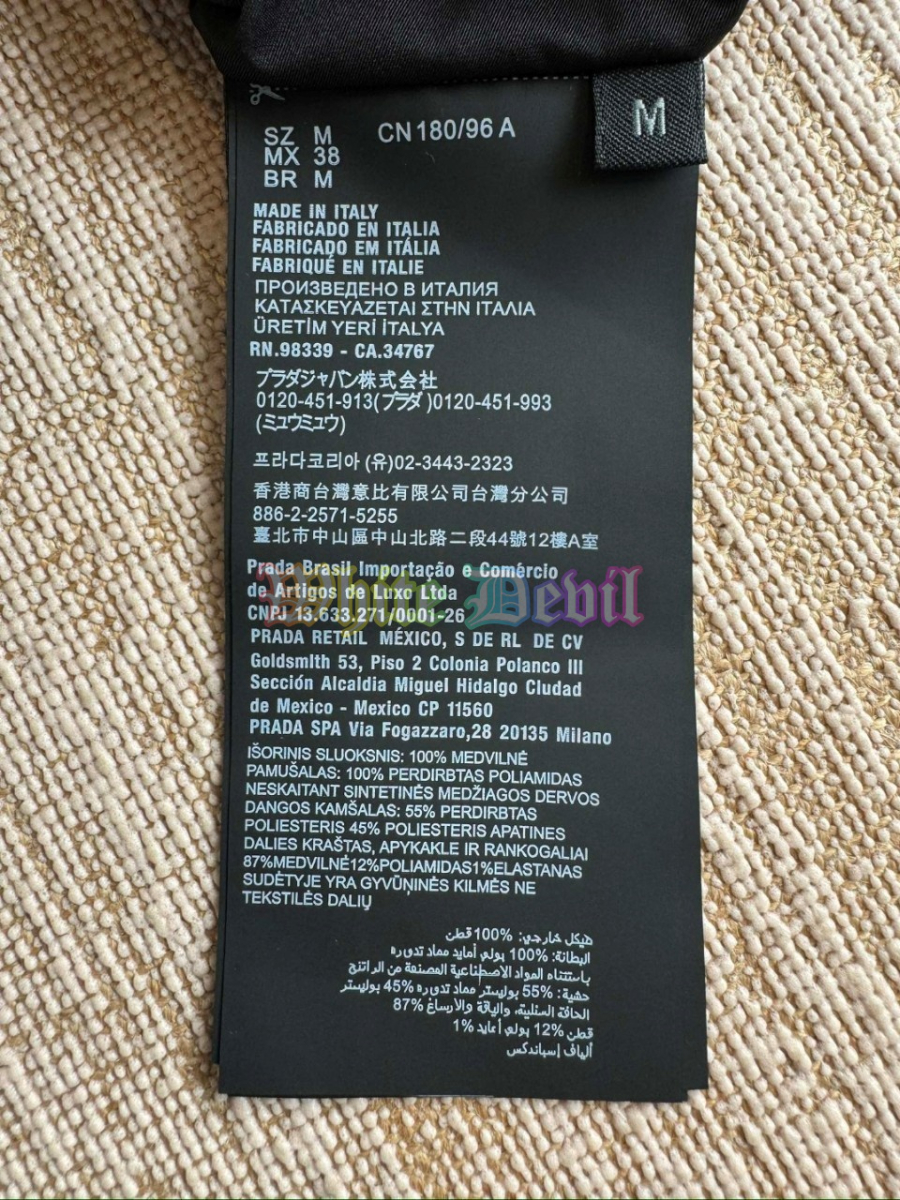 M
SZ M CN 180/96 A
MX 38
BR M
MADE IN ITALY
FABRICADO EN ITALIA
FABRICADO EM ITÁLIA
FABRIQUÉ EN ITALIE
ПРОИЗВЕДЕНО В ИТАЛИЯ
ΚΑΤΑΣΚΕΥΑΖΕΤΑΙ ΣΤΗΝ ΙΤΑΛΙΑ
ÜRETİM YERİ İTALYA
RN.98339 - CA.34767
プラダジャパン株式会社
0120-451-913(プラダ)0120-451-993
(ミュウミュウ)
프라다코리아 (유)02-3443-2323
香港商台灣意比有限公司台灣分公司
886-2-2571-5255
臺北市中山區中山北路二段44號12樓A室
Prada Brasil Importação e Comércio
de Artigos de Luxo Ltda
White Devil
CNPJ 13.633.271/0001-26
PRADA RETAIL MÉXICO, S DE RL DE CV
Goldsmlth 53, Piso 2 Colonia Polanco III
Sección Alcaldia Miguel Hidalgo Cludad
de Mexico - Mexico CP 11560
PRADA SPA Via Fogazzaro,28 20135 Milano
IŠORINIS SLUOKSNIS: 100% MEDVILNĖ
PAMUŠALAS: 100% PERDIRBTAS POLIAMIDAS
NESKAITANT SINTETINĖS MEDŽIAGOS DERVOS
DANGOS KAMŠALAS: 55% PERDIRBTAS
POLIESTERIS 45% POLIESTERIS APATINES
DALIES KRAŠTAS, APYKAKLE IR RANKOGALIAI
87%MEDVILNĖ12%POLIAMIDAS1%ELASTANAS
SUDĖTYJE YRA GYVŪŅINĖS KILMĖS NE
TEKSTILĖS DALIŲ
هيكل خارجي: 100% قطن
البطانة: 100% بولي أمايد معاد تدويره
باستثناء المواد الاصطناعية المصنعة من الراتنج
حشية: 55% بوليستر معاد تدويره 45% بوليستر
الحافة السفلية، والياقة والأرساغ 87%
قطن 12% بولي أمايد 1%
ألياف إسباندكس